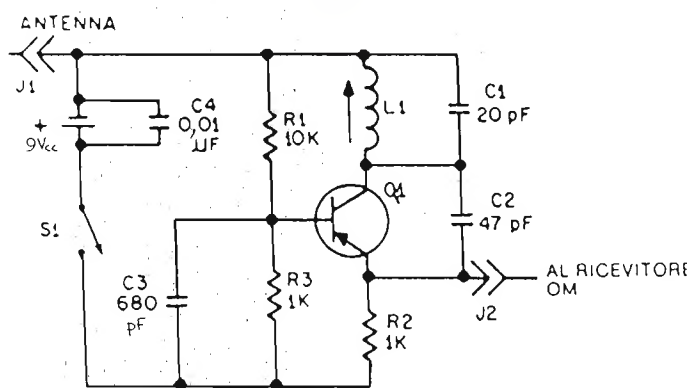 ANTENNA
J1
C4
0,01
µF
+
9Vcc
S1
R1
10K
L1
C1
20 pF
Q1
C2
47 pF
C3
680
pF
R3
1K
R2
1K
J2
AL RICEVITORE
OM